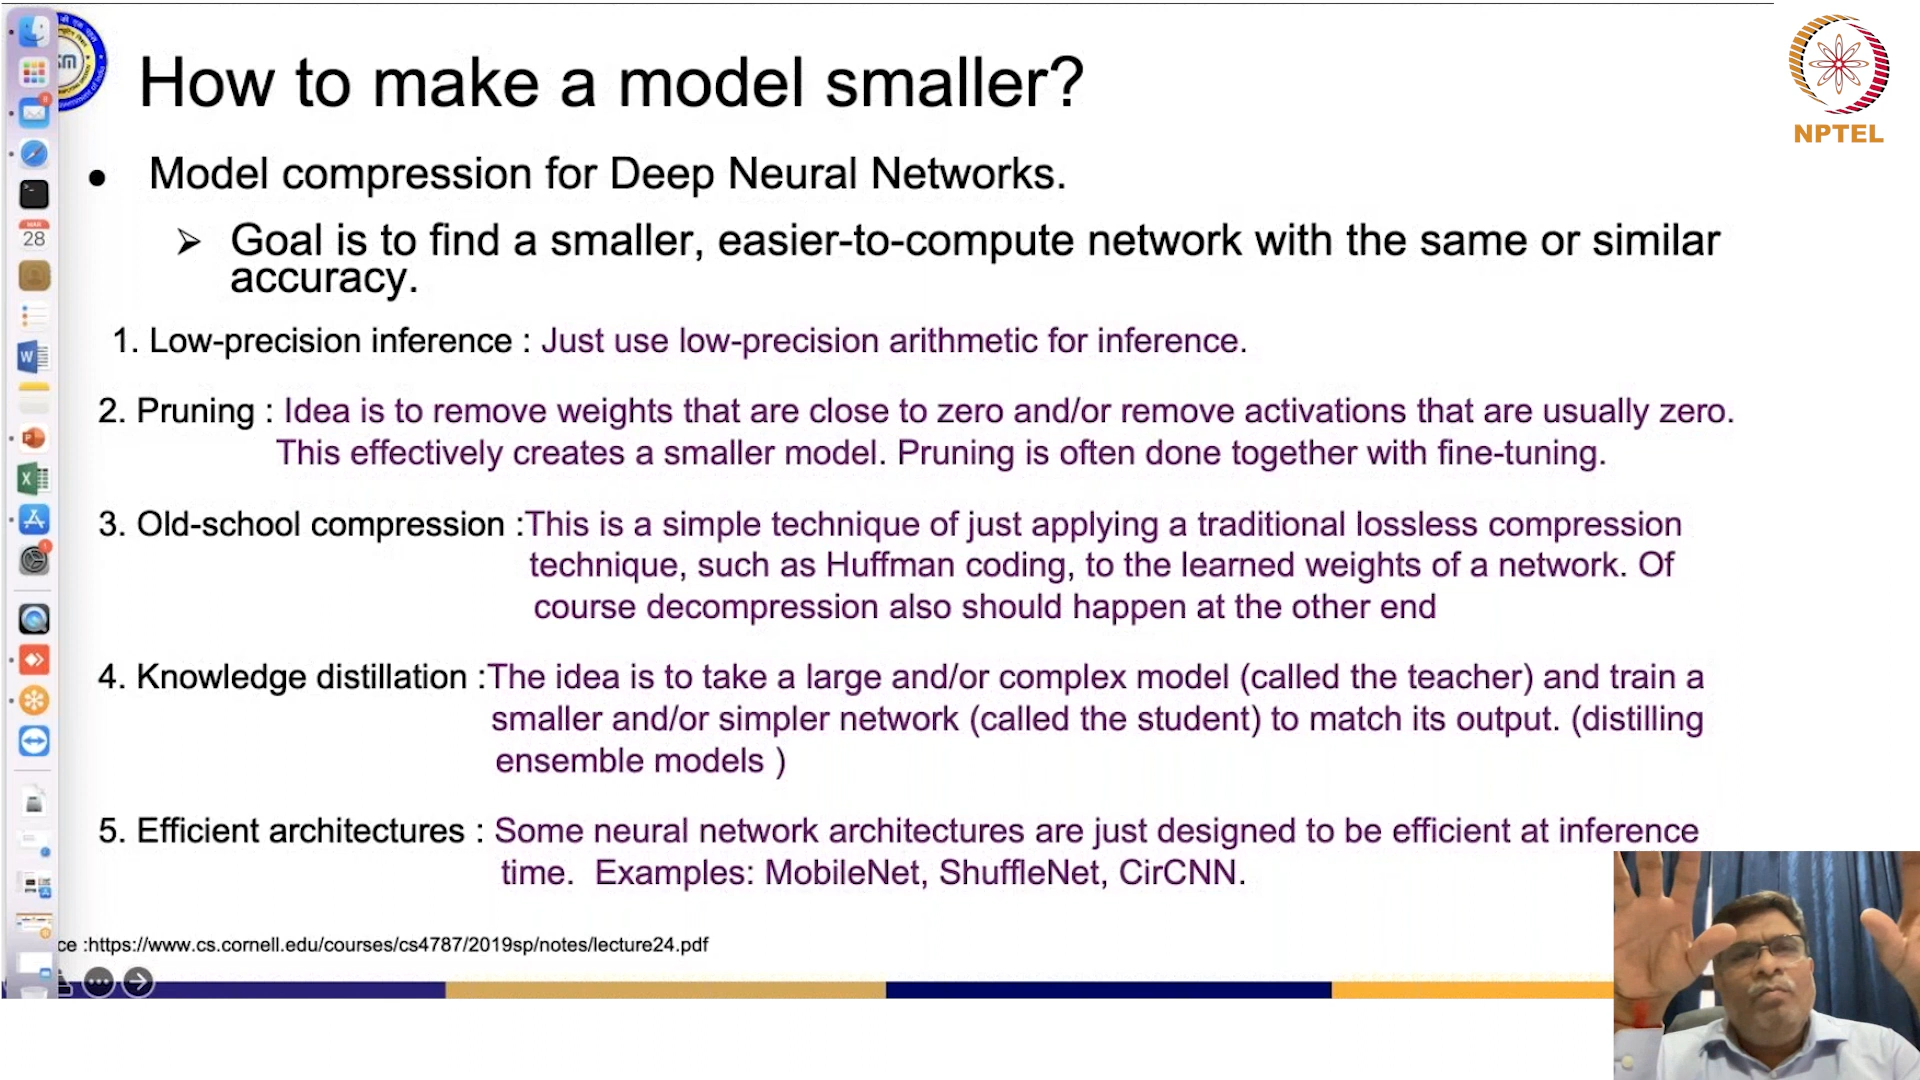 How to make a model smaller?
NPTEL
● Model compression for Deep Neural Networks.
➢ Goal is to find a smaller, easier-to-compute network with the same or similar
accuracy.
1. Low-precision inference : Just use low-precision arithmetic for inference.
2. Pruning : Idea is to remove weights that are close to zero and/or remove activations that are usually zero.
This effectively creates a smaller model. Pruning is often done together with fine-tuning.
3. Old-school compression :This is a simple technique of just applying a traditional lossless compression
technique, such as Huffman coding, to the learned weights of a network. Of
course decompression also should happen at the other end
4. Knowledge distillation :The idea is to take a large and/or complex model (called the teacher) and train a
smaller and/or simpler network (called the student) to match its output. (distilling
ensemble models )
5. Efficient architectures : Some neural network architectures are just designed to be efficient at inference
time. Examples: MobileNet, ShuffleNet, CirCNN.
ce :https://www.cs.cornell.edu/courses/cs4787/2019sp/notes/lecture24.pdf
28